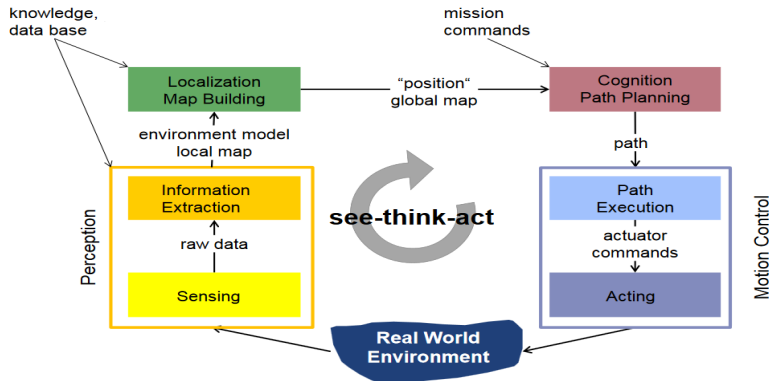 knowledge,
data base
mission
commands
Localization
Map Building
“position“
global map
Cognition
Path Planning
environment model
local map
path
Perception
Information
Extraction
see-think-act
Path
Execution
Motion Control
raw data
actuator
commands
Sensing
Acting
Real World
Environment